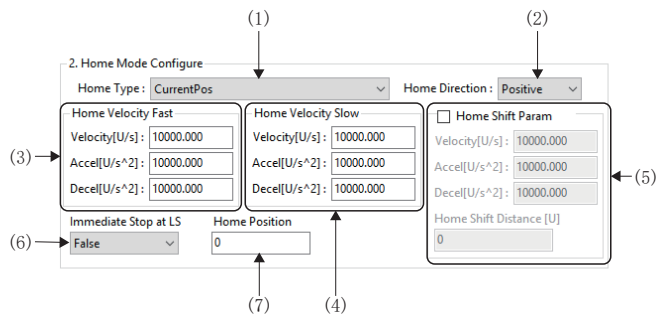 (1)
(2)
2. Home Mode Configure
Home Type : CurrentPos
Home Direction : Positive
Home Velocity Fast
Velocity[U/s] : 10000.000
Accel[U/s^2] : 10000.000
Decel[U/s^2] : 10000.000
(3)
Home Velocity Slow
Velocity[U/s] : 10000.000
Accel[U/s^2] : 10000.000
Decel[U/s^2] : 10000.000
Home Shift Param
Velocity[U/s] : 10000.000
Accel[U/s^2] : 10000.000
Decel[U/s^2] : 10000.000
Home Shift Distance [U]
0
(5)
Immediate Stop at LS
False
(6)
Home Position
0
(7)
(4)